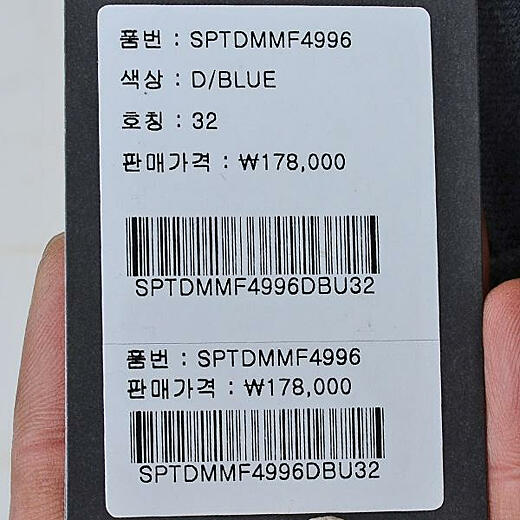 품번 : SPTDMMF4996
색상 : D/BLUE
호칭 : 32
판매가격 : ₩178,000
SPTDMMF4996DBU32
품번 : SPTDMMF4996
판매가격 : ₩178,000
SPTDMMF4996DBU32